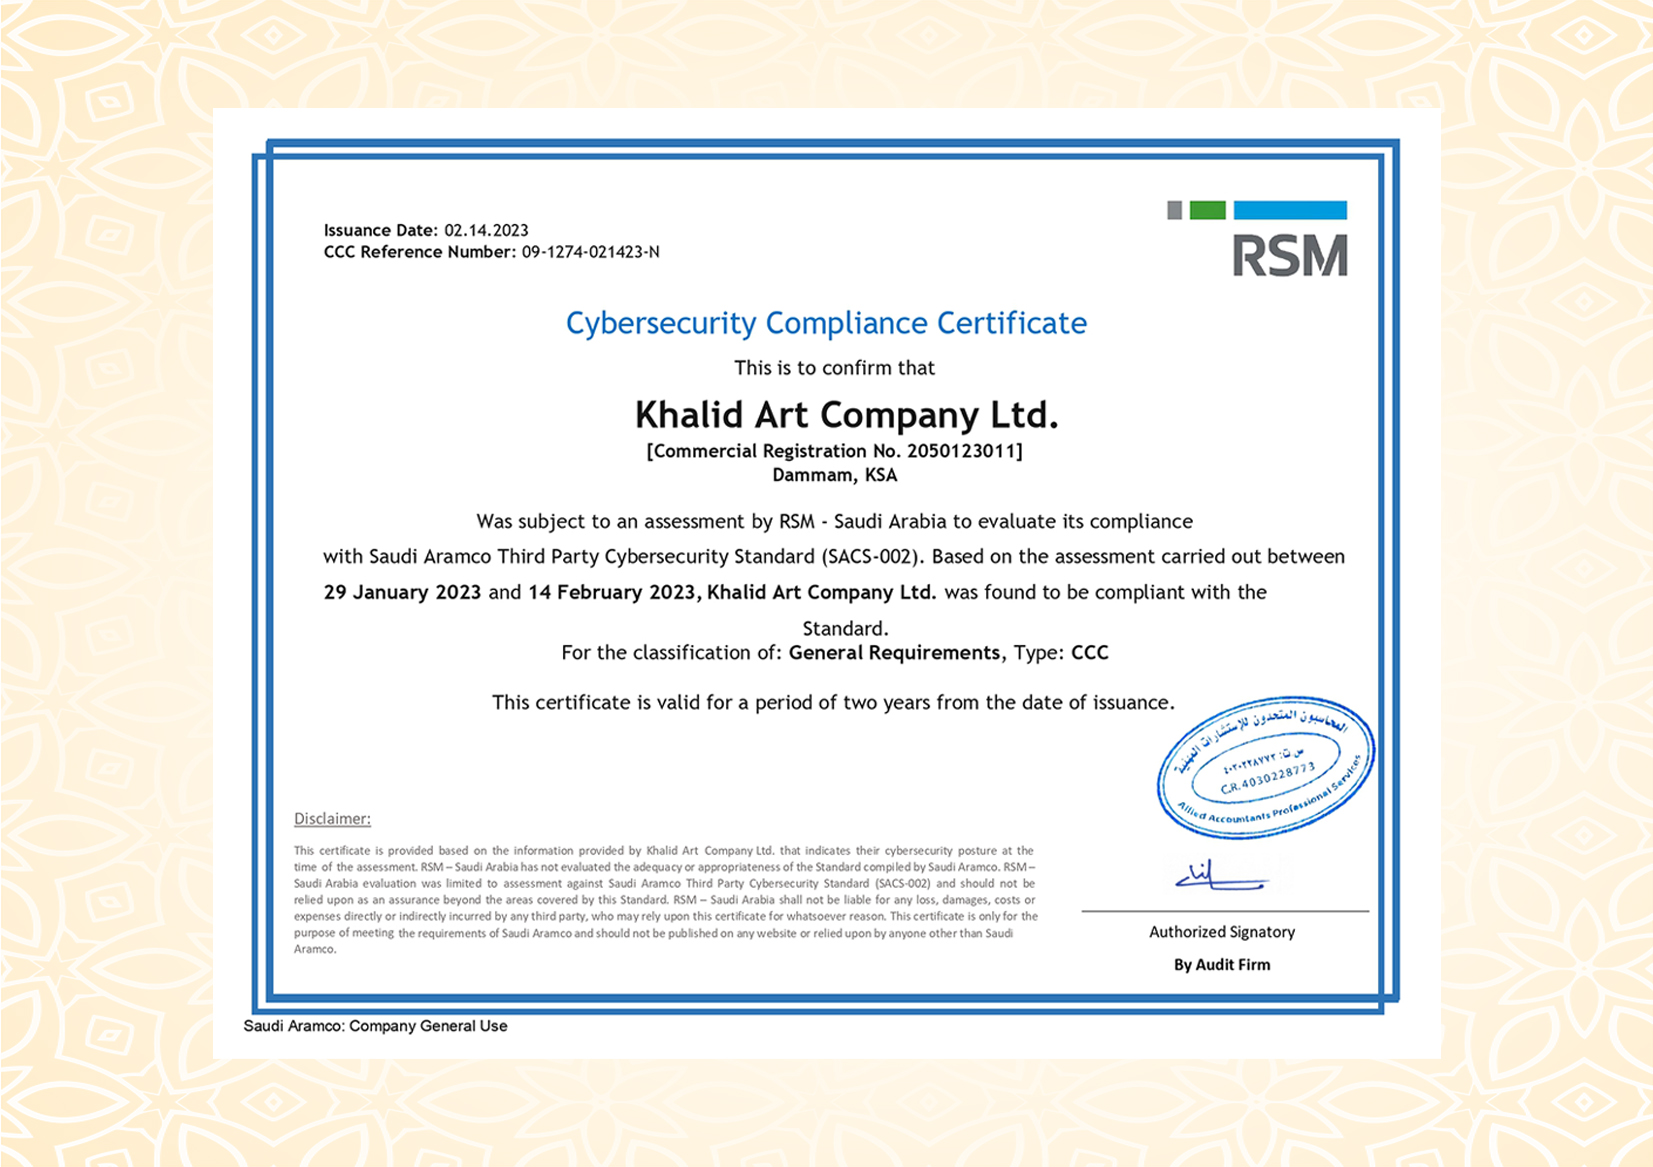 Issuance Date: 02.14.2023
CCC Reference Number: 09-1274-021423-N
RSM
Cybersecurity Compliance Certificate
This is to confirm that
Khalid Art Company Ltd.
[Commercial Registration No. 2050123011]
Dammam, KSA
Was subject to an assessment by RSM - Saudi Arabia to evaluate its compliance
with Saudi Aramco Third Party Cybersecurity Standard (SACS-002). Based on the assessment carried out between
29 January 2023 and 14 February 2023, Khalid Art Company Ltd. was found to be compliant with the
Standard.
For the classification of: General Requirements, Type: CCC
This certificate is valid for a period of two years from the date of issuance.
المحاسبون المتحدون للإستشارات المهنية
س.ت: ٤٠٣٠٢٢٨٧٧٣
C.R.4030228773
Allied Accountants Professional Services
Disclaimer:
This certificate is provided based on the information provided by Khalid Art Company Ltd. that indicates their cybersecurity posture at the
time of the assessment. RSM – Saudi Arabia has not evaluated the adequacy or appropriateness of the Standard compiled by Saudi Aramco. RSM –
Saudi Arabia evaluation was limited to assessment against Saudi Aramco Third Party Cybersecurity Standard (SACS-002) and should not be
relied upon as an assurance beyond the areas covered by this Standard. RSM – Saudi Arabia shall not be liable for any loss, damages, costs or
expenses directly or indirectly incurred by any third party, who may rely upon this certificate for whatsoever reason. This certificate is only for the
purpose of meeting the requirements of Saudi Aramco and should not be published on any website or relied upon by anyone other than Saudi
Aramco.
Authorized Signatory
By Audit Firm
Saudi Aramco: Company General Use